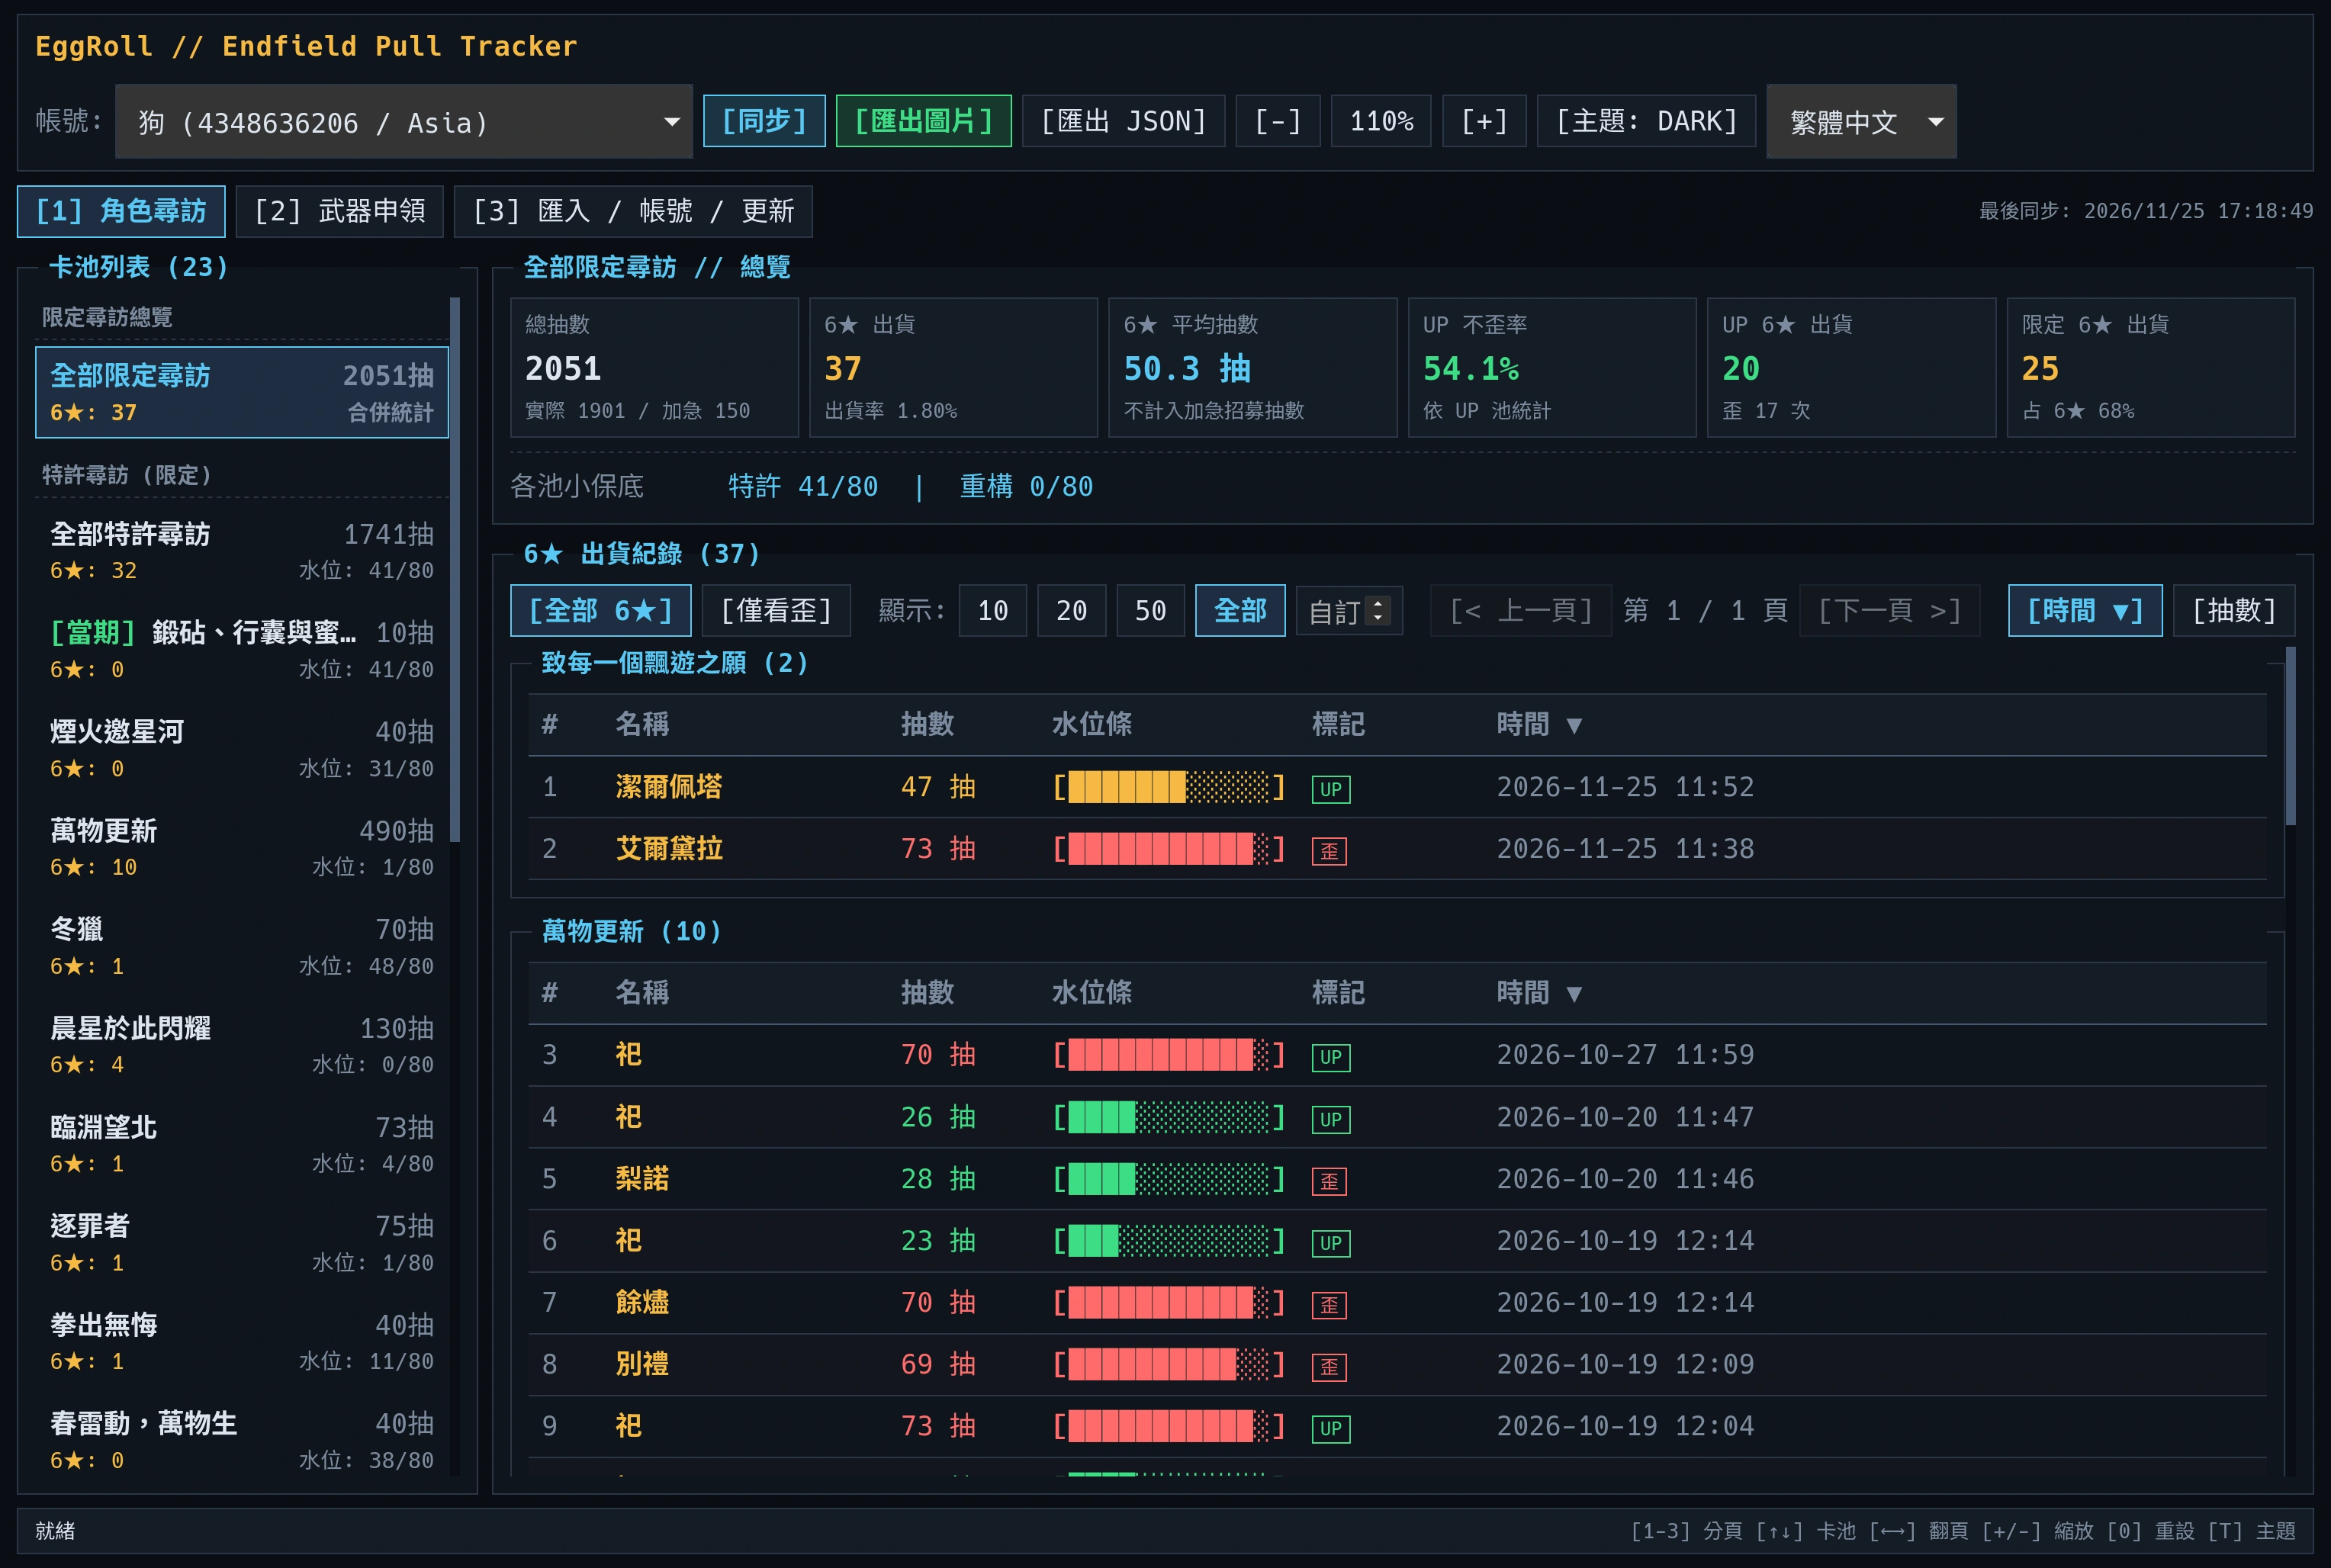 EggRoll // Endfield Pull Tracker
帳號: 狗 (4348636206 / Asia) [同步] [匯出圖片] [匯出 JSON] [-] 110% [+] [主題: DARK] 繁體中文
[1] 角色尋訪 [2] 武器申領 [3] 匯入 / 帳號 / 更新 最後同步: 2026/11/25 17:18:49
卡池列表 (23)
限定尋訪總覽
全部限定尋訪 2051抽
6★: 37 合併統計
特許尋訪 (限定)
全部特許尋訪 1741抽
6★: 32 水位: 41/80
[當期] 鍛砧、行囊與蜜… 10抽
6★: 0 水位: 41/80
煙火邀星河 40抽
6★: 0 水位: 31/80
萬物更新 490抽
6★: 10 水位: 1/80
冬獵 70抽
6★: 1 水位: 48/80
晨星於此閃耀 130抽
6★: 4 水位: 0/80
臨淵望北 73抽
6★: 1 水位: 4/80
逐罪者 75抽
6★: 1 水位: 1/80
拳出無悔 40抽
6★: 1 水位: 11/80
春雷動，萬物生 40抽
6★: 0 水位: 38/80
全部限定尋訪 // 總覽
總抽數
2051
實際 1901 / 加急 150
6★ 出貨
37
出貨率 1.80%
6★ 平均抽數
50.3 抽
不計入加急招募抽數
UP 不歪率
54.1%
依 UP 池統計
UP 6★ 出貨
20
歪 17 次
限定 6★ 出貨
25
占 6★ 68%
各池小保底 特許 41/80 | 重構 0/80
6★ 出貨紀錄 (37)
[全部 6★] [僅看歪] 顯示: 10 20 50 全部 自訂 [< 上一頁] 第 1 / 1 頁 [下一頁 >] [時間 ▼] [抽數]
致每一個飄遊之願 (2)
# 名稱 抽數 水位條 標記 時間 ▼
1 潔爾佩塔 47 抽 [███████░░░░░] UP 2026-11-25 11:52
2 艾爾黛拉 73 抽 [███████████░] 歪 2026-11-25 11:38
萬物更新 (10)
# 名稱 抽數 水位條 標記 時間 ▼
3 祀 70 抽 [███████████░] UP 2026-10-27 11:59
4 祀 26 抽 [████░░░░░░░░] UP 2026-10-20 11:47
5 梨諾 28 抽 [████░░░░░░░░] 歪 2026-10-20 11:46
6 祀 23 抽 [███░░░░░░░░░] UP 2026-10-19 12:14
7 餘燼 70 抽 [███████████░] 歪 2026-10-19 12:14
8 別禮 69 抽 [██████████░░] 歪 2026-10-19 12:09
9 祀 73 抽 [███████████░] UP 2026-10-19 12:04
就緒 [1-3] 分頁 [↑↓] 卡池 [←→] 翻頁 [+/-] 縮放 [0] 重設 [T] 主題